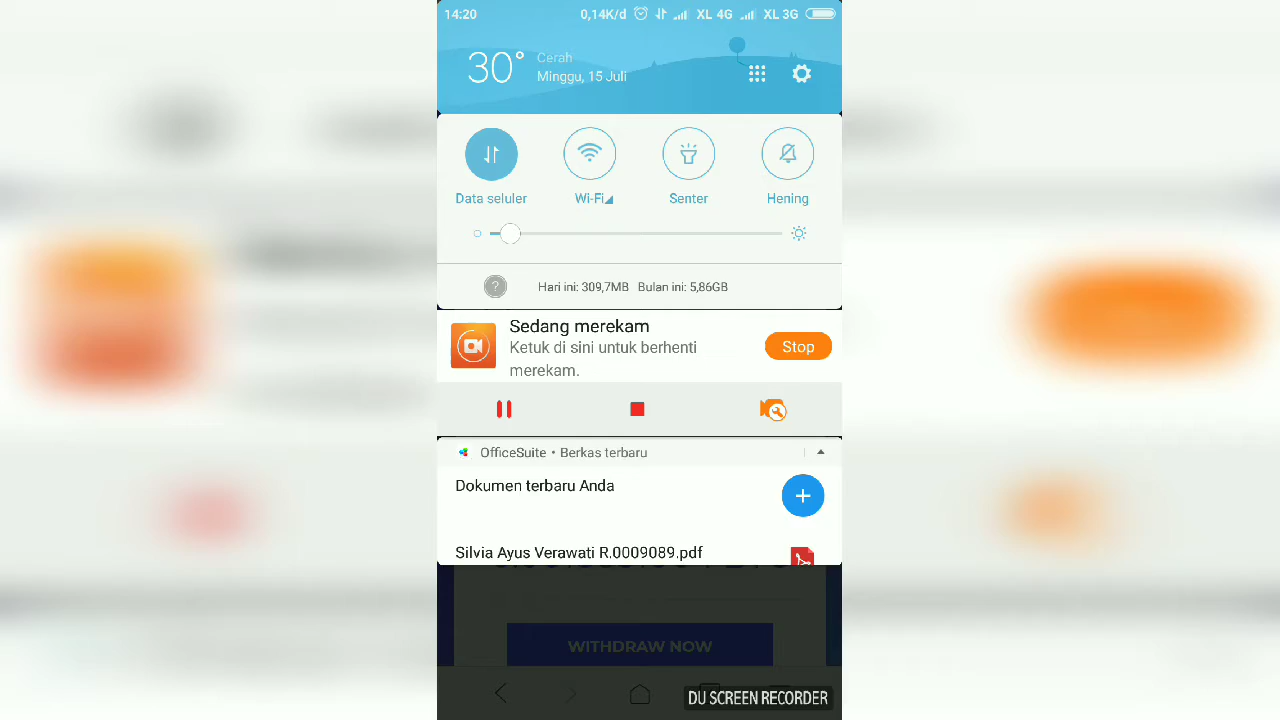 14:20 0,14K/d XL 4G XL 3G
30° Cerah
Minggu, 15 Juli
Data seluler Wi-Fi Senter Hening
? Hari ini: 309,7MB Bulan ini: 5,86GB
Sedang merekam
Ketuk di sini untuk berhenti
merekam.
Stop
OfficeSuite • Berkas terbaru
Dokumen terbaru Anda
Silvia Ayus Verawati R.0009089.pdf
WITHDRAW NOW
DU SCREEN RECORDER